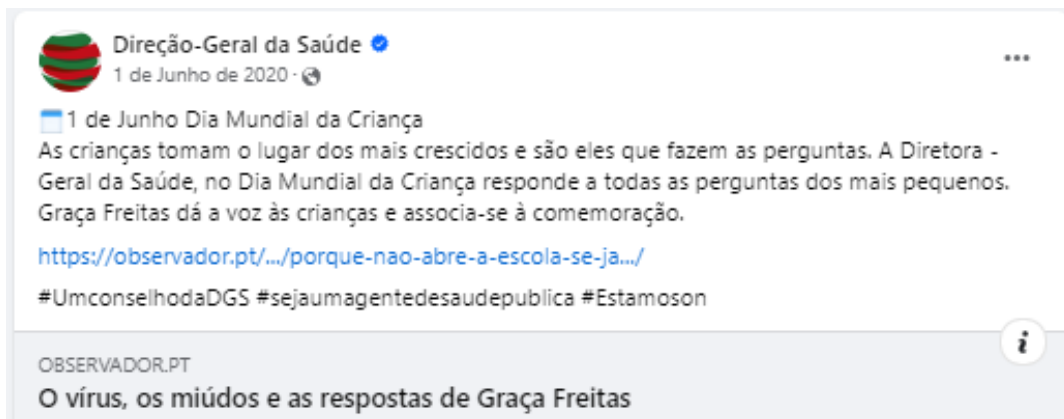 Direção-Geral da Saúde
1 de Junho de 2020 ·
1 de Junho Dia Mundial da Criança
As crianças tomam o lugar dos mais crescidos e são eles que fazem as perguntas. A Diretora -
Geral da Saúde, no Dia Mundial da Criança responde a todas as perguntas dos mais pequenos.
Graça Freitas dá a voz às crianças e associa-se à comemoração.
https://observador.pt/.../porque-nao-abre-a-escola-se-ja.../
#UmconselhodaDGS #sejaumagentedesaudepublica #Estamoson
OBSERVADOR.PT
O vírus, os miúdos e as respostas de Graça Freitas